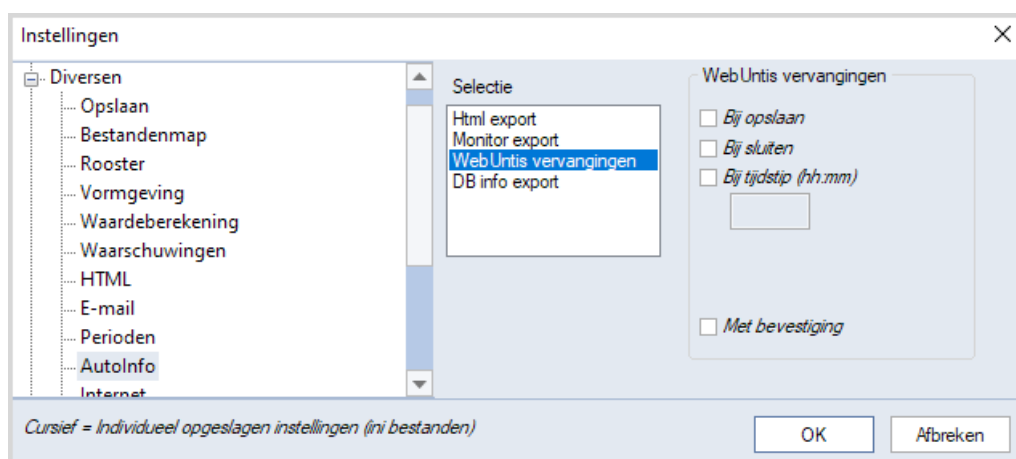 Instellingen
Diversen
Opslaan
Bestandenmap
Rooster
Vormgeving
Waardeberekening
Waarschuwingen
HTML
E-mail
Perioden
AutoInfo
Internet
Selectie
Html export
Monitor export
WebUntis vervangingen
DB info export
WebUntis vervangingen
Bij opslaan
Bij sluiten
Bij tijdstip (hh:mm)
Met bevestiging
Cursief = Individueel opgeslagen instellingen (ini bestanden)
OK
Afbreken